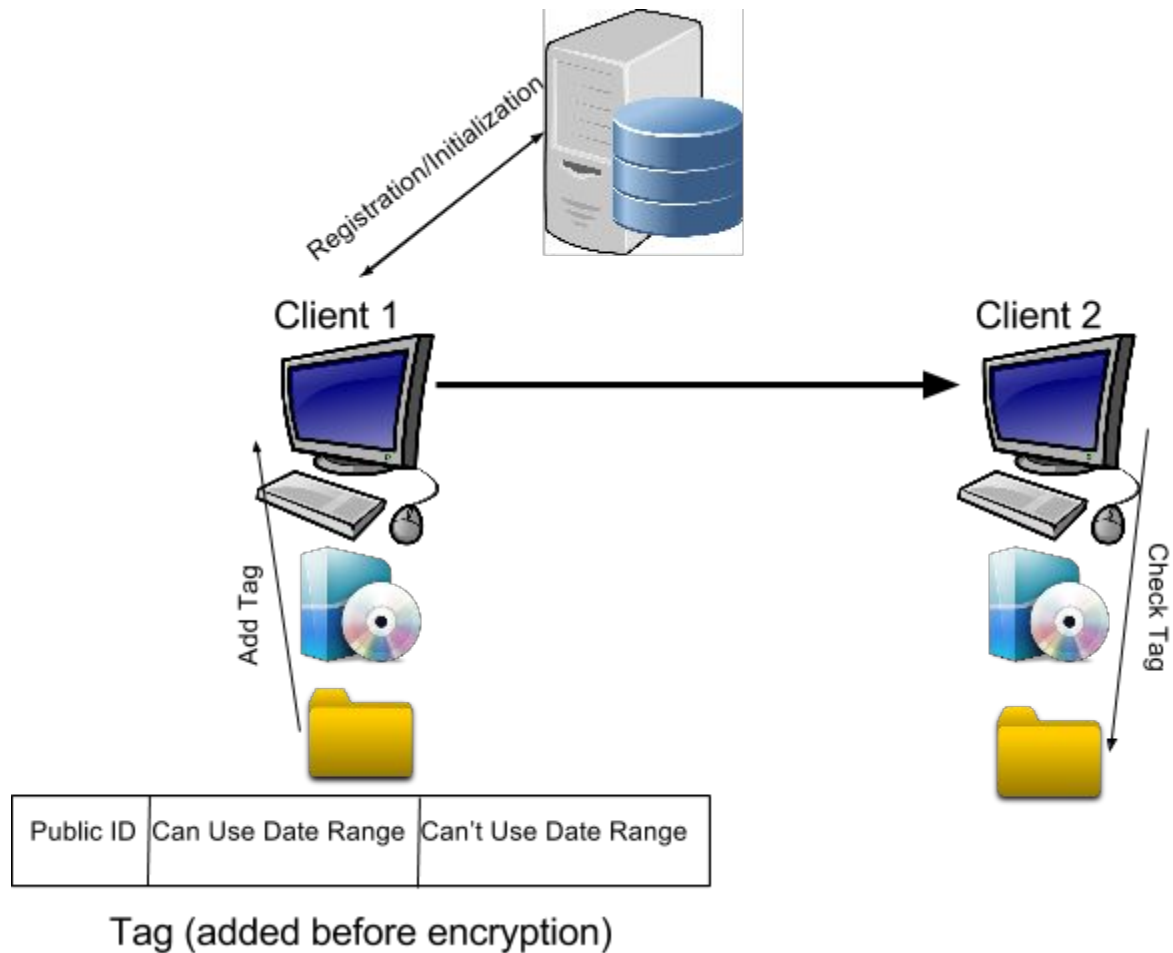 Registration/Initialization
Client 1
Client 2
Add Tag
Check Tag
Public ID
Can Use Date Range
Can't Use Date Range
Tag (added before encryption)